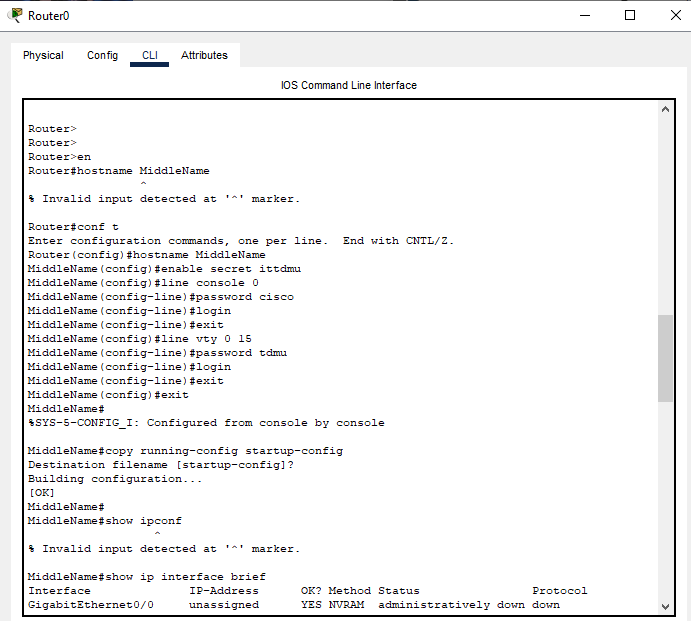 Router0
Physical Config CLI Attributes
IOS Command Line Interface
Router>
Router>
Router>en
Router#hostname MiddleName
^
% Invalid input detected at '^' marker.
Router#conf t
Enter configuration commands, one per line.  End with CNTL/Z.
Router(config)#hostname MiddleName
MiddleName(config)#enable secret ittdmu
MiddleName(config)#line console 0
MiddleName(config-line)#password cisco
MiddleName(config-line)#login
MiddleName(config-line)#exit
MiddleName(config)#line vty 0 15
MiddleName(config-line)#password tdmu
MiddleName(config-line)#login
MiddleName(config-line)#exit
MiddleName(config)#exit
MiddleName#
%SYS-5-CONFIG_I: Configured from console by console
MiddleName#copy running-config startup-config
Destination filename [startup-config]?
Building configuration...
[OK]
MiddleName#
MiddleName#show ipconf
^
% Invalid input detected at '^' marker.
MiddleName#show ip interface brief
Interface              IP-Address      OK? Method Status                Protocol
GigabitEthernet0/0     unassigned      YES NVRAM  administratively down down